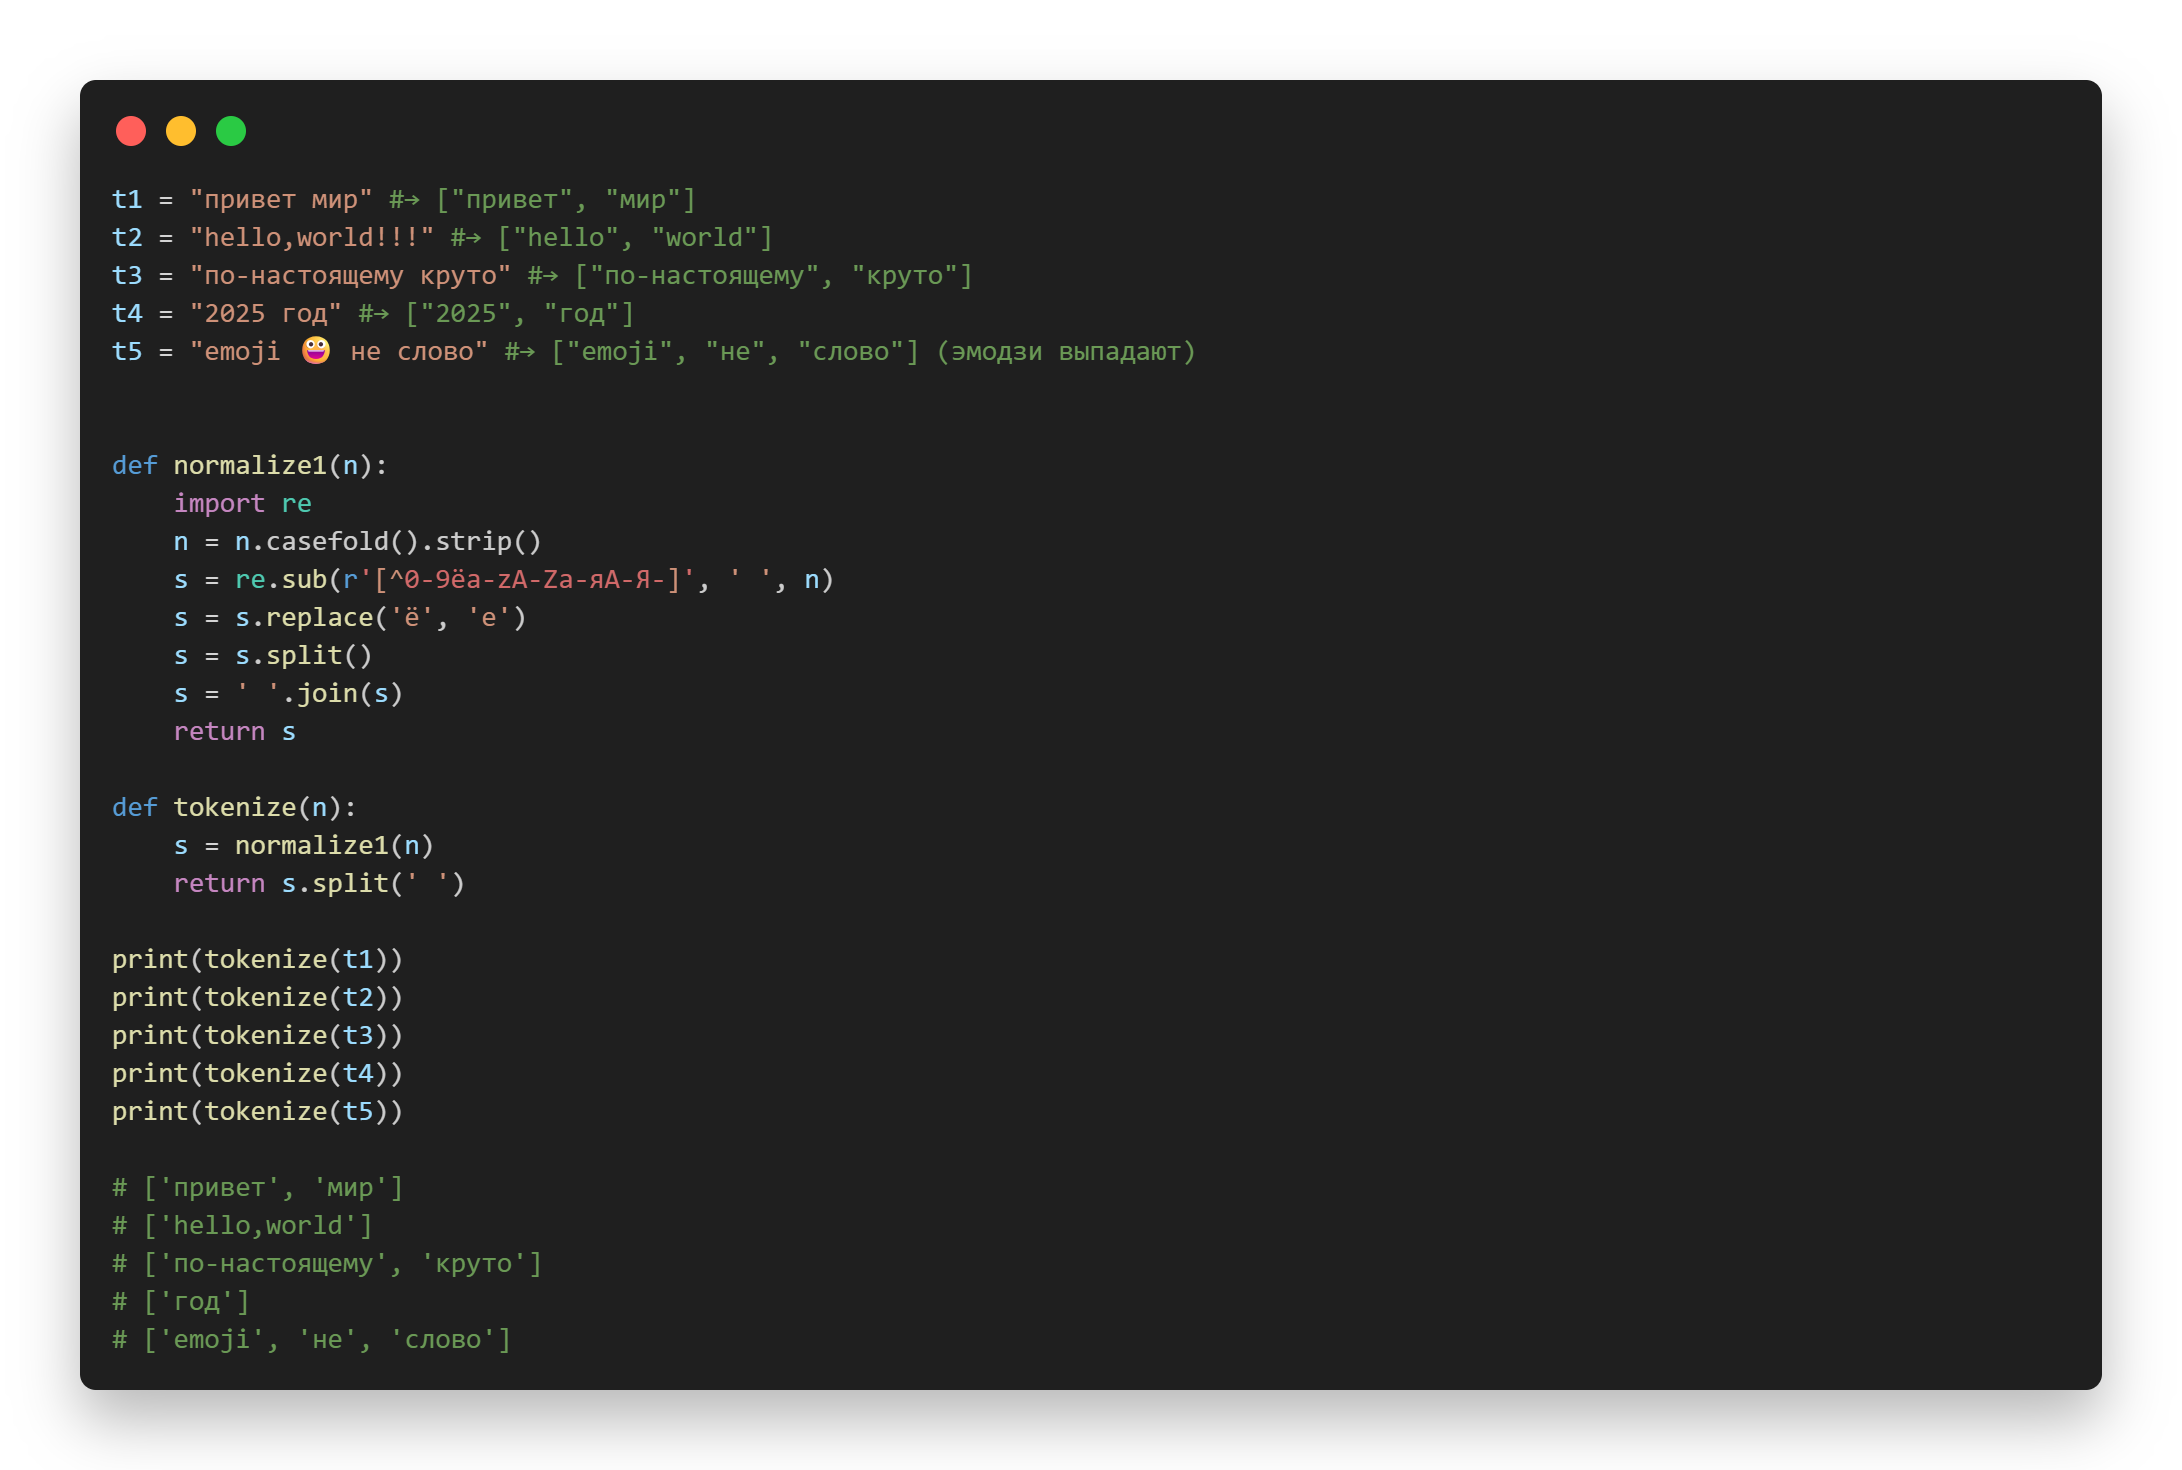 t1 = "привет мир" #→ ["привет", "мир"]
t2 = "hello,world!!!" #→ ["hello", "world"]
t3 = "по-настоящему круто" #→ ["по-настоящему", "круто"]
t4 = "2025 год" #→ ["2025", "год"]
t5 = "emoji 😀 не слово" #→ ["emoji", "не", "слово"] (эмодзи выпадают)
def normalize1(n):
    import re
    n = n.casefold().strip()
    s = re.sub(r'[^0-9ёa-zA-Zа-яА-Я-]', ' ', n)
    s = s.replace('ё', 'е')
    s = s.split()
    s = ' '.join(s)
    return s
def tokenize(n):
    s = normalize1(n)
    return s.split(' ')
print(tokenize(t1))
print(tokenize(t2))
print(tokenize(t3))
print(tokenize(t4))
print(tokenize(t5))
# ['привет', 'мир']
# ['hello,world']
# ['по-настоящему', 'круто']
# ['год']
# ['emoji', 'не', 'слово']